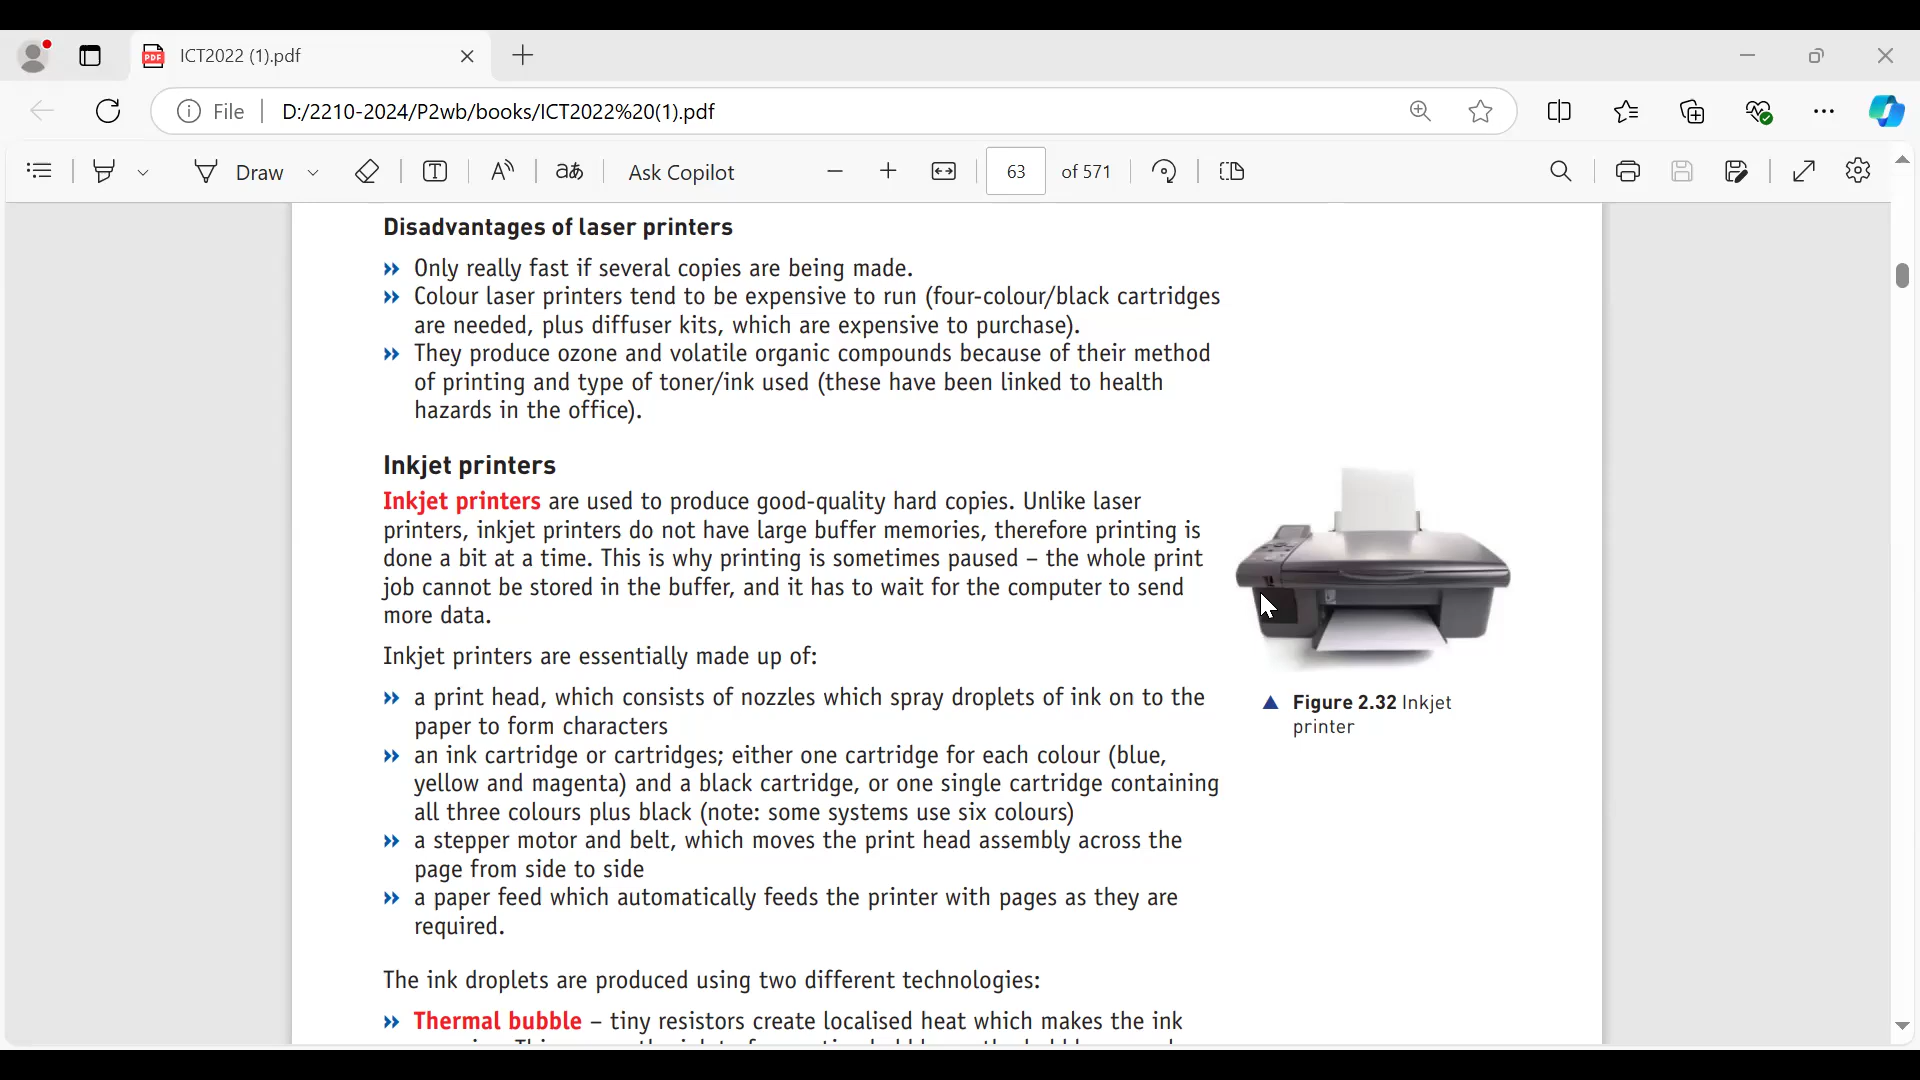 ICT2022 (1).pdf
File D:/2210-2024/P2wb/books/ICT2022%20(1).pdf
Draw Ask Copilot 63 of 571
Disadvantages of laser printers
» Only really fast if several copies are being made.
» Colour laser printers tend to be expensive to run (four-colour/black cartridges
are needed, plus diffuser kits, which are expensive to purchase).
» They produce ozone and volatile organic compounds because of their method
of printing and type of toner/ink used (these have been linked to health
hazards in the office).
Inkjet printers
Inkjet printers are used to produce good-quality hard copies. Unlike laser
printers, inkjet printers do not have large buffer memories, therefore printing is
done a bit at a time. This is why printing is sometimes paused – the whole print
job cannot be stored in the buffer, and it has to wait for the computer to send
more data.
Inkjet printers are essentially made up of:
» a print head, which consists of nozzles which spray droplets of ink on to the
paper to form characters
» an ink cartridge or cartridges; either one cartridge for each colour (blue,
yellow and magenta) and a black cartridge, or one single cartridge containing
all three colours plus black (note: some systems use six colours)
» a stepper motor and belt, which moves the print head assembly across the
page from side to side
» a paper feed which automatically feeds the printer with pages as they are
required.
▲ Figure 2.32 Inkjet
printer
The ink droplets are produced using two different technologies:
» Thermal bubble – tiny resistors create localised heat which makes the ink